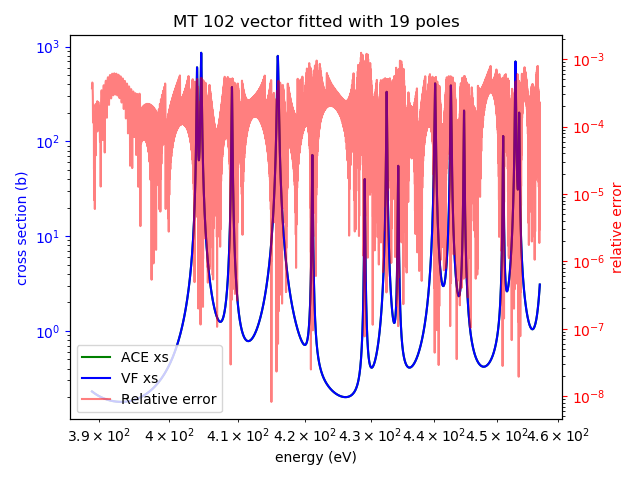 MT 102 vector fitted with 19 poles
cross section (b)
10³
10²
10¹
10⁰
10⁻³
10⁻⁴
10⁻⁵
10⁻⁶
10⁻⁷
10⁻⁸
relative error
ACE xs
VF xs
Relative error
3.9 × 10² 4 × 10² 4.1 × 10² 4.2 × 10² 4.3 × 10² 4.4 × 10² 4.5 × 10² 4.6 × 10²
energy (eV)